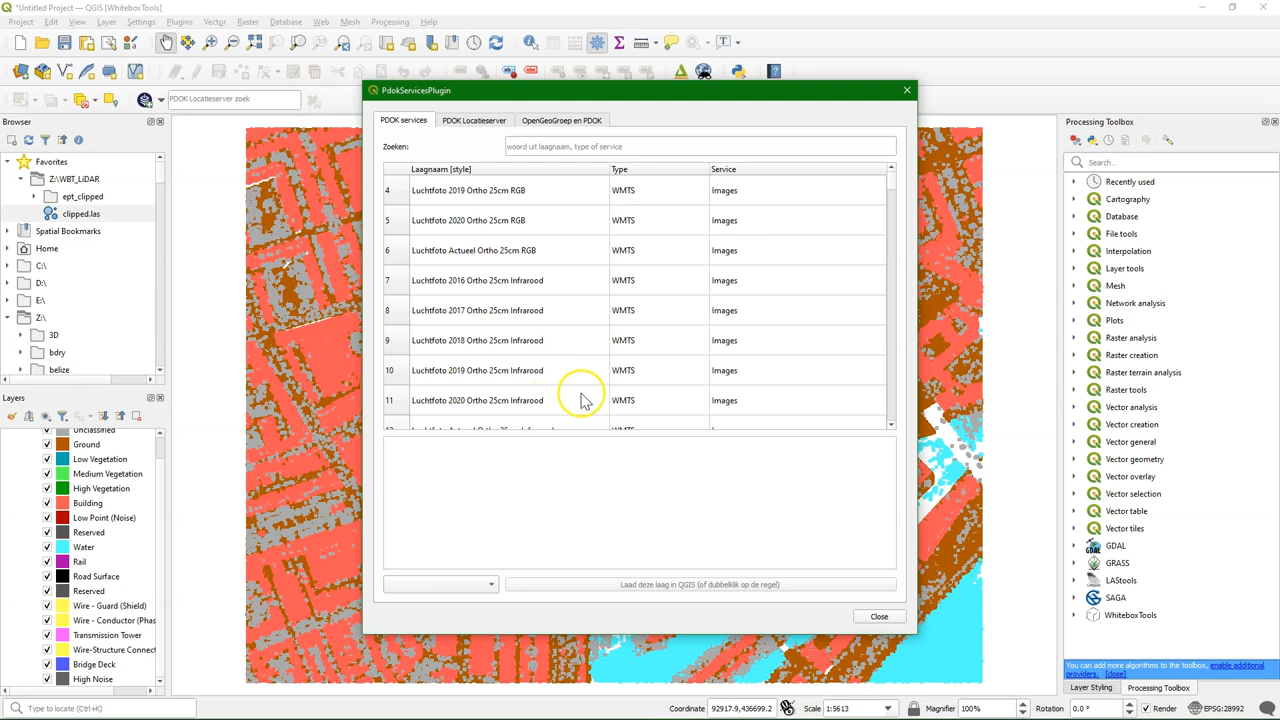 *Untitled Project — QGIS [WhiteboxTools]
Project Edit View Layer Settings Plugins Vector Raster Database Web Mesh Processing Help
PDOK Locatieserver zoek
Browser
Favorites
Z:\WBT_LiDAR
ept_clipped
clipped.las
Spatial Bookmarks
Home
C:\
D:\
E:\
Z:\
3D
bdry
belize
Layers
Unclassified
Ground
Low Vegetation
Medium Vegetation
High Vegetation
Building
Low Point (Noise)
Reserved
Water
Rail
Road Surface
Reserved
Wire - Guard (Shield)
Wire - Conductor (Phas
Transmission Tower
Wire-Structure Connect
Bridge Deck
High Noise
PdokServicesPlugin
PDOK services PDOK Locatieserver OpenGeoGroep en PDOK
Zoeken: woord uit laagnaam, type of service
Laagnaam [style] Type Service
4 Luchtfoto 2019 Ortho 25cm RGB WMTS Images
5 Luchtfoto 2020 Ortho 25cm RGB WMTS Images
6 Luchtfoto Actueel Ortho 25cm RGB WMTS Images
7 Luchtfoto 2016 Ortho 25cm Infrarood WMTS Images
8 Luchtfoto 2017 Ortho 25cm Infrarood WMTS Images
9 Luchtfoto 2018 Ortho 25cm Infrarood WMTS Images
10 Luchtfoto 2019 Ortho 25cm Infrarood WMTS Images
11 Luchtfoto 2020 Ortho 25cm Infrarood WMTS Images
Laad deze laag in QGIS (of dubbelklik op de regel)
Close
Processing Toolbox
Search...
Recently used
Cartography
Database
File tools
Interpolation
Layer tools
Mesh
Network analysis
Plots
Raster analysis
Raster creation
Raster terrain analysis
Raster tools
Vector analysis
Vector creation
Vector general
Vector geometry
Vector overlay
Vector selection
Vector table
Vector tiles
GDAL
GRASS
LAStools
SAGA
WhiteboxTools
You can add more algorithms to the toolbox, enable additional
providers. [close]
Layer Styling Processing Toolbox
Type to locate (Ctrl+K) Coordinate 92917.9,436699.2 Scale 1:5613 Magnifier 100% Rotation 0.0 ° Render EPSG:28992